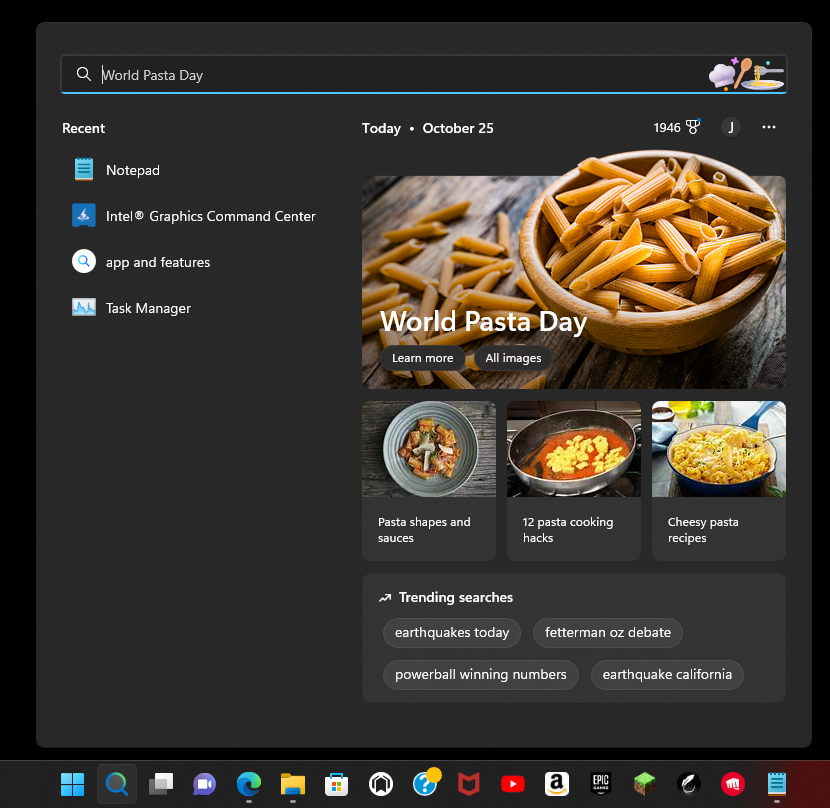 World Pasta Day
Recent
Notepad
Intel® Graphics Command Center
app and features
Task Manager
Today • October 25
1946
J
World Pasta Day
Learn more
All images
Pasta shapes and
sauces
12 pasta cooking
hacks
Cheesy pasta
recipes
Trending searches
earthquakes today
fetterman oz debate
powerball winning numbers
earthquake california
?
a
EPIC
GAMES